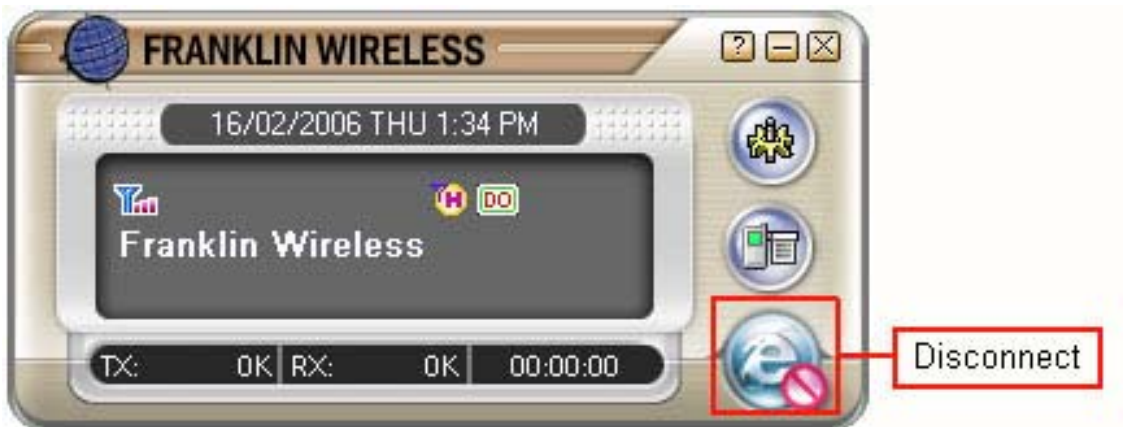 FRANKLIN WIRELESS
?
16/02/2006 THU 1:34 PM
H DO
Franklin Wireless
TX: 0K RX: 0K 00:00:00
Disconnect